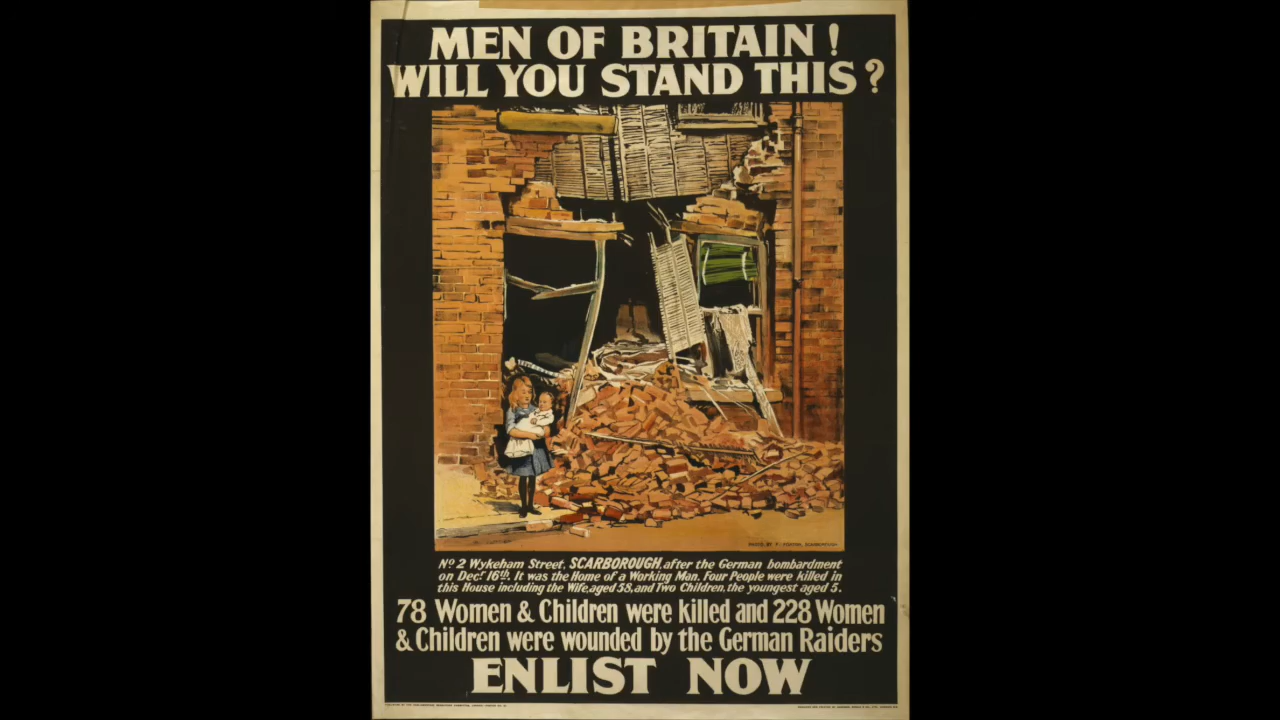 MEN OF BRITAIN!
WILL YOU STAND THIS?
Nº 2 Wykeham Street, SCARBOROUGH, after the German bombardment
on Decr 16th. It was the Home of a Working Man. Four People were killed in
this House including the Wife, aged 58, and Two Children, the youngest aged 5.
78 Women & Children were killed and 228 Women
& Children were wounded by the German Raiders
ENLIST NOW